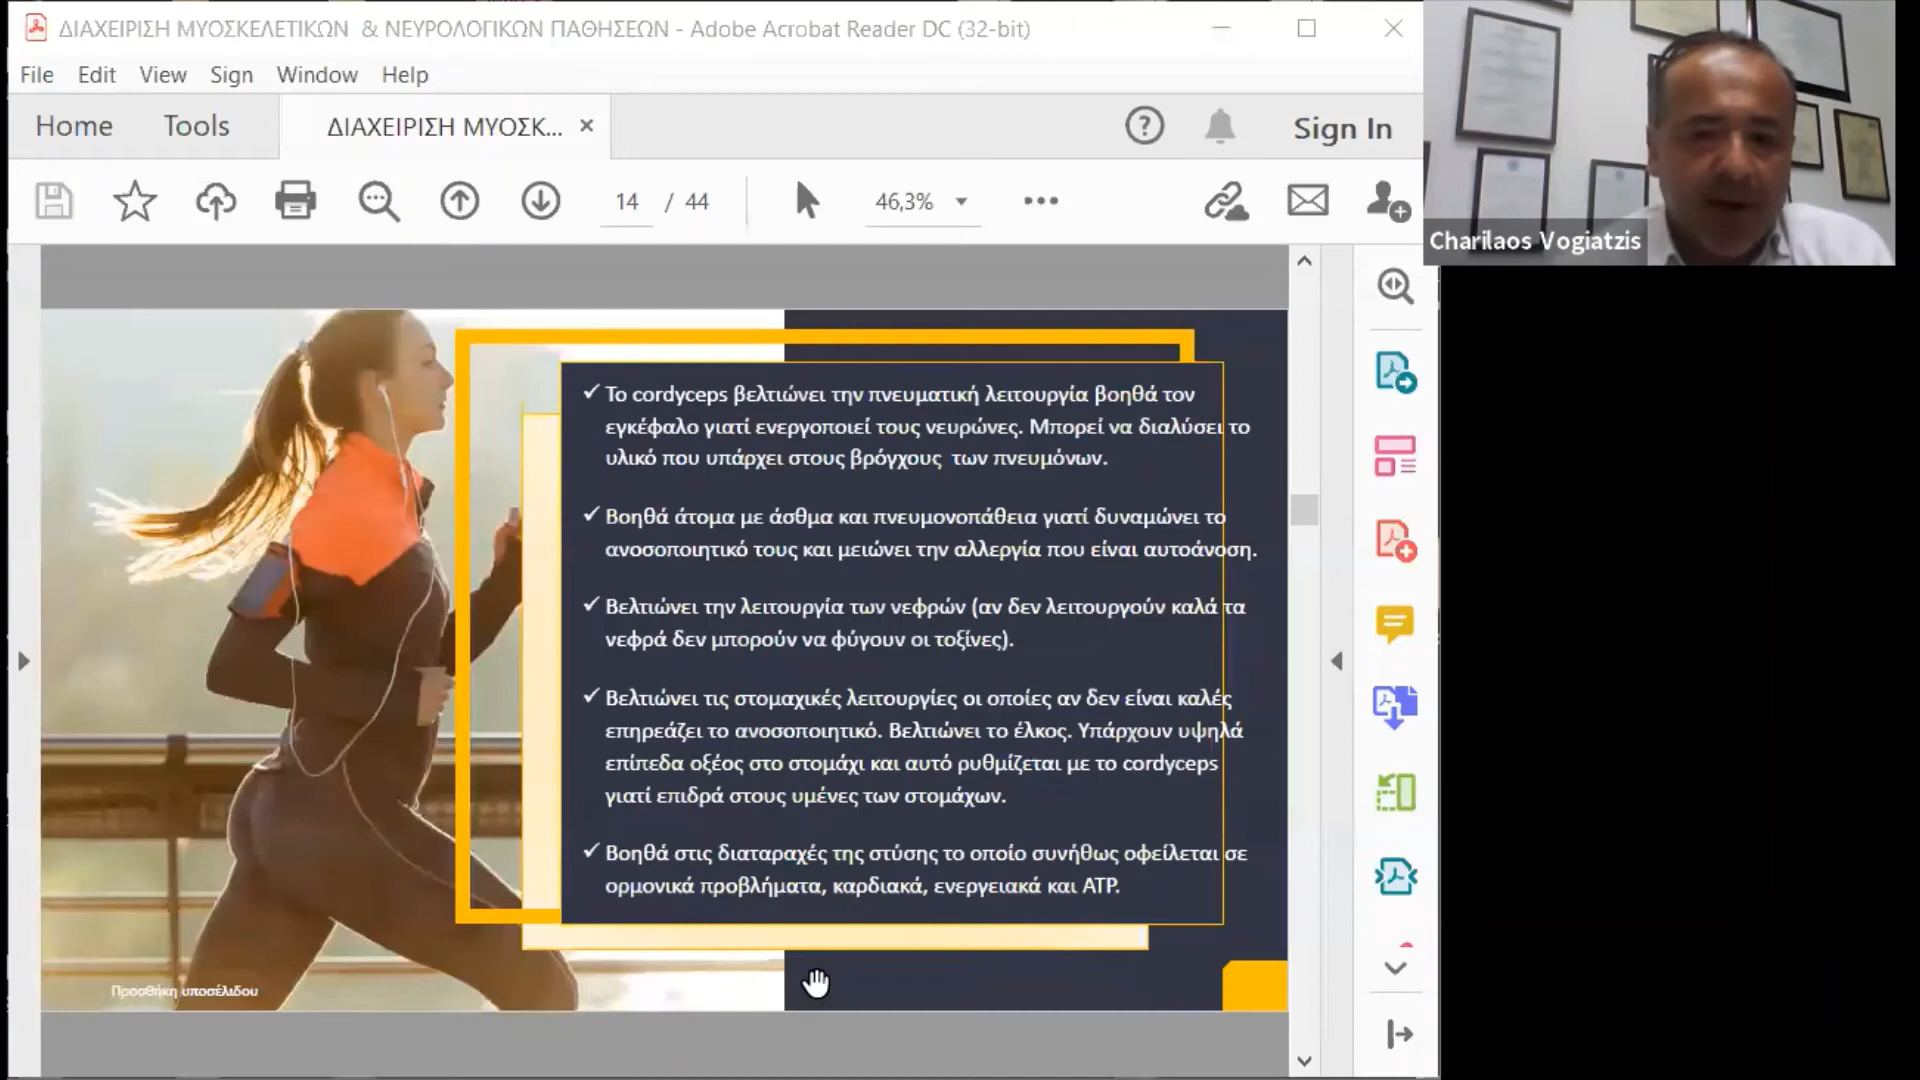 ΔΙΑΧΕΙΡΙΣΗ ΜΥΟΣΚΕΛΕΤΙΚΩΝ & ΝΕΥΡΟΛΟΓΙΚΩΝ ΠΑΘΗΣΕΩΝ - Adobe Acrobat Reader DC (32-bit)
File Edit View Sign Window Help
Home Tools ΔΙΑΧΕΙΡΙΣΗ ΜΥΟΣΚ... Sign In
14 / 44 46,3%
Charilaos Vogiatzis
Το cordyceps βελτιώνει την πνευματική λειτουργία βοηθά τον
εγκέφαλο γιατί ενεργοποιεί τους νευρώνες. Μπορεί να διαλύσει το
υλικό που υπάρχει στους βρόγχους των πνευμόνων.
Βοηθά άτομα με άσθμα και πνευμονοπάθεια γιατί δυναμώνει το
ανοσοποιητικό τους και μειώνει την αλλεργία που είναι αυτοάνοση.
Βελτιώνει την λειτουργία των νεφρών (αν δεν λειτουργούν καλά τα
νεφρά δεν μπορούν να φύγουν οι τοξίνες).
Βελτιώνει τις στομαχικές λειτουργίες οι οποίες αν δεν είναι καλές
επηρεάζει το ανοσοποιητικό. Βελτιώνει το έλκος. Υπάρχουν υψηλά
επίπεδα οξέος στο στομάχι και αυτό ρυθμίζεται με το cordyceps
γιατί επιδρά στους υμένες των στομάχων.
Βοηθά στις διαταραχές της στύσης το οποίο συνήθως οφείλεται σε
ορμονικά προβλήματα, καρδιακά, ενεργειακά και ATP.
Προσθήκη υποσέλιδου